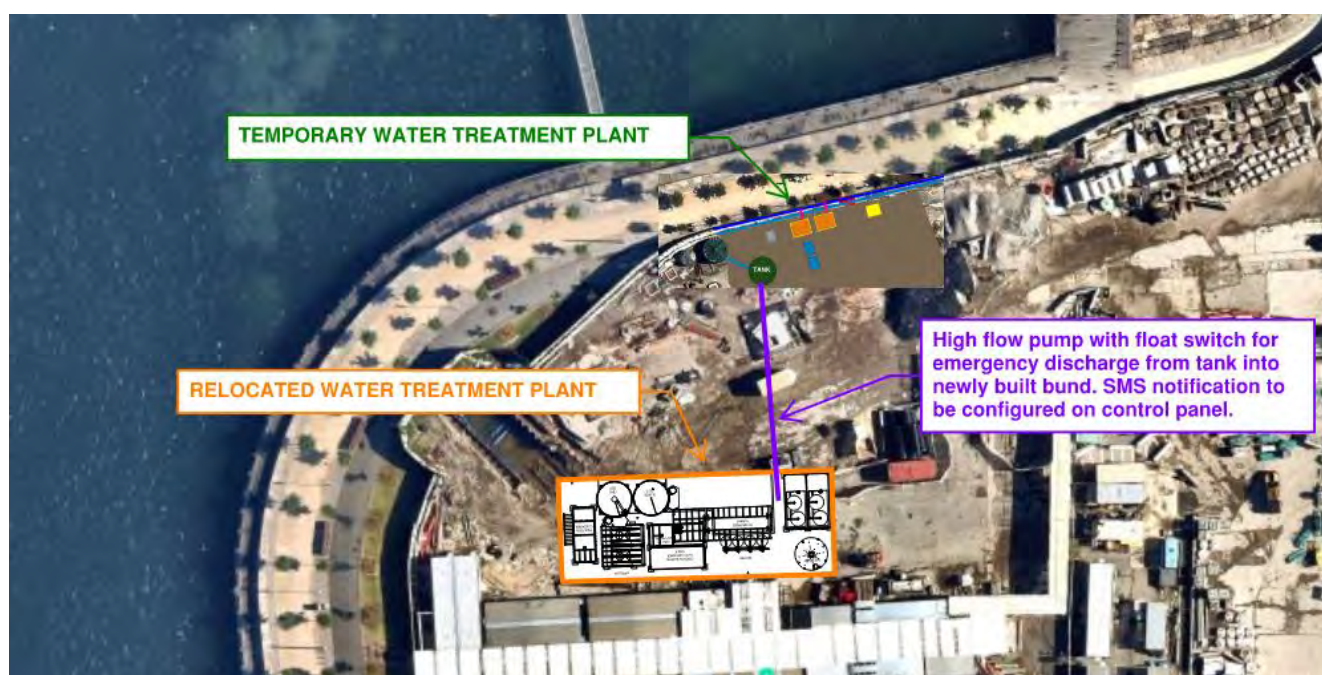 TEMPORARY WATER TREATMENT PLANT
TANK
High flow pump with float switch for
emergency discharge from tank into
newly built bund. SMS notification to
be configured on control panel.
RELOCATED WATER TREATMENT PLANT